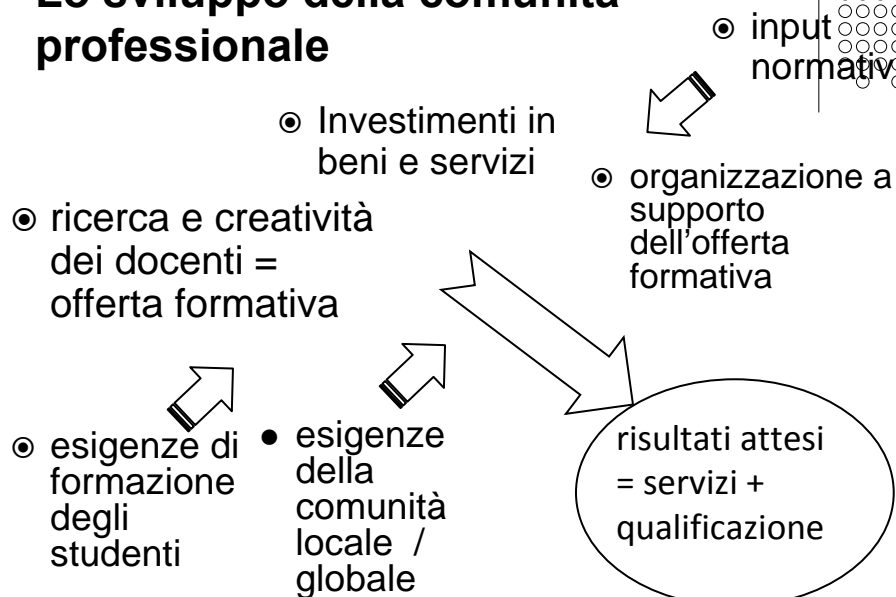 Lo sviluppo della comunità
professionale
input
normativ
Investimenti in
beni e servizi
organizzazione a
supporto
dell’offerta
formativa
ricerca e creatività
dei docenti =
offerta formativa
esigenze di
formazione
degli
studenti
esigenze
della
comunità
locale /
globale
risultati attesi
= servizi +
qualificazione